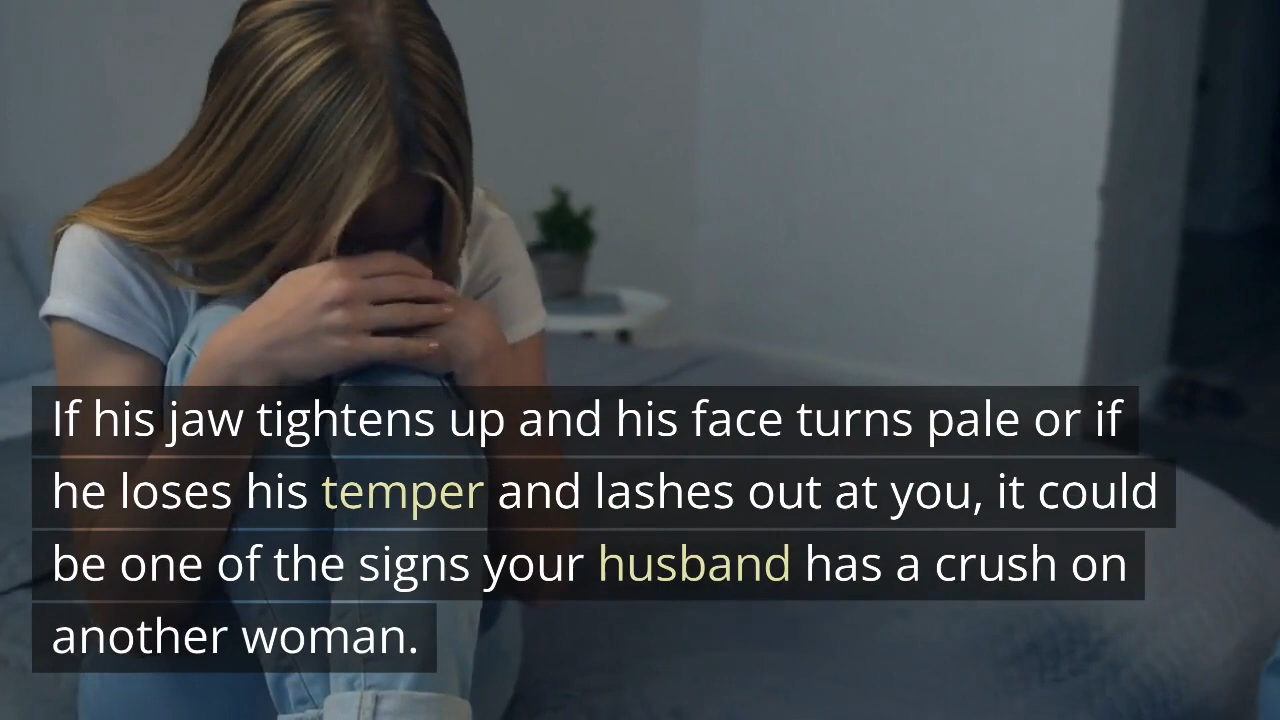 If his jaw tightens up and his face turns pale or if
he loses his temper and lashes out at you, it could
be one of the signs your husband has a crush on
another woman.